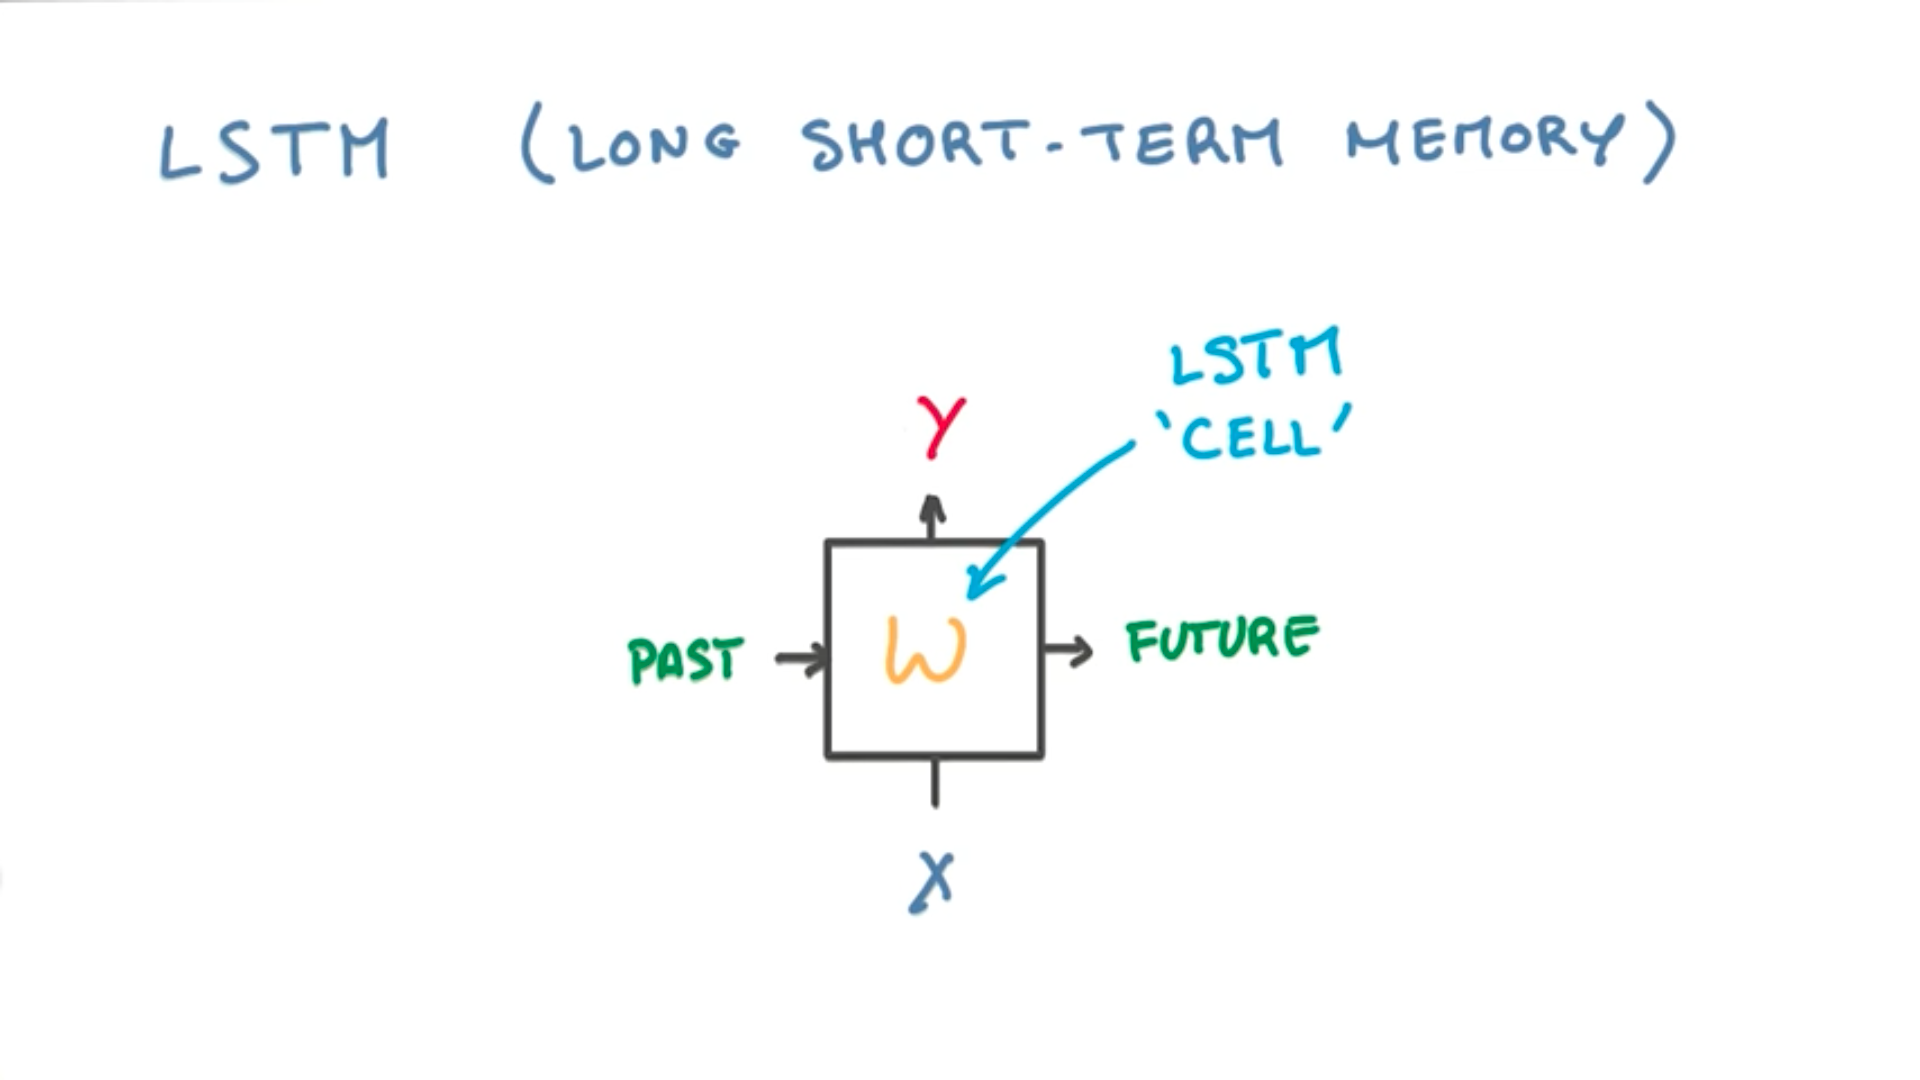 LSTM (LONG SHORT-TERM MEMORY)
LSTM
'CELL'
Y
PAST
W
FUTURE
X